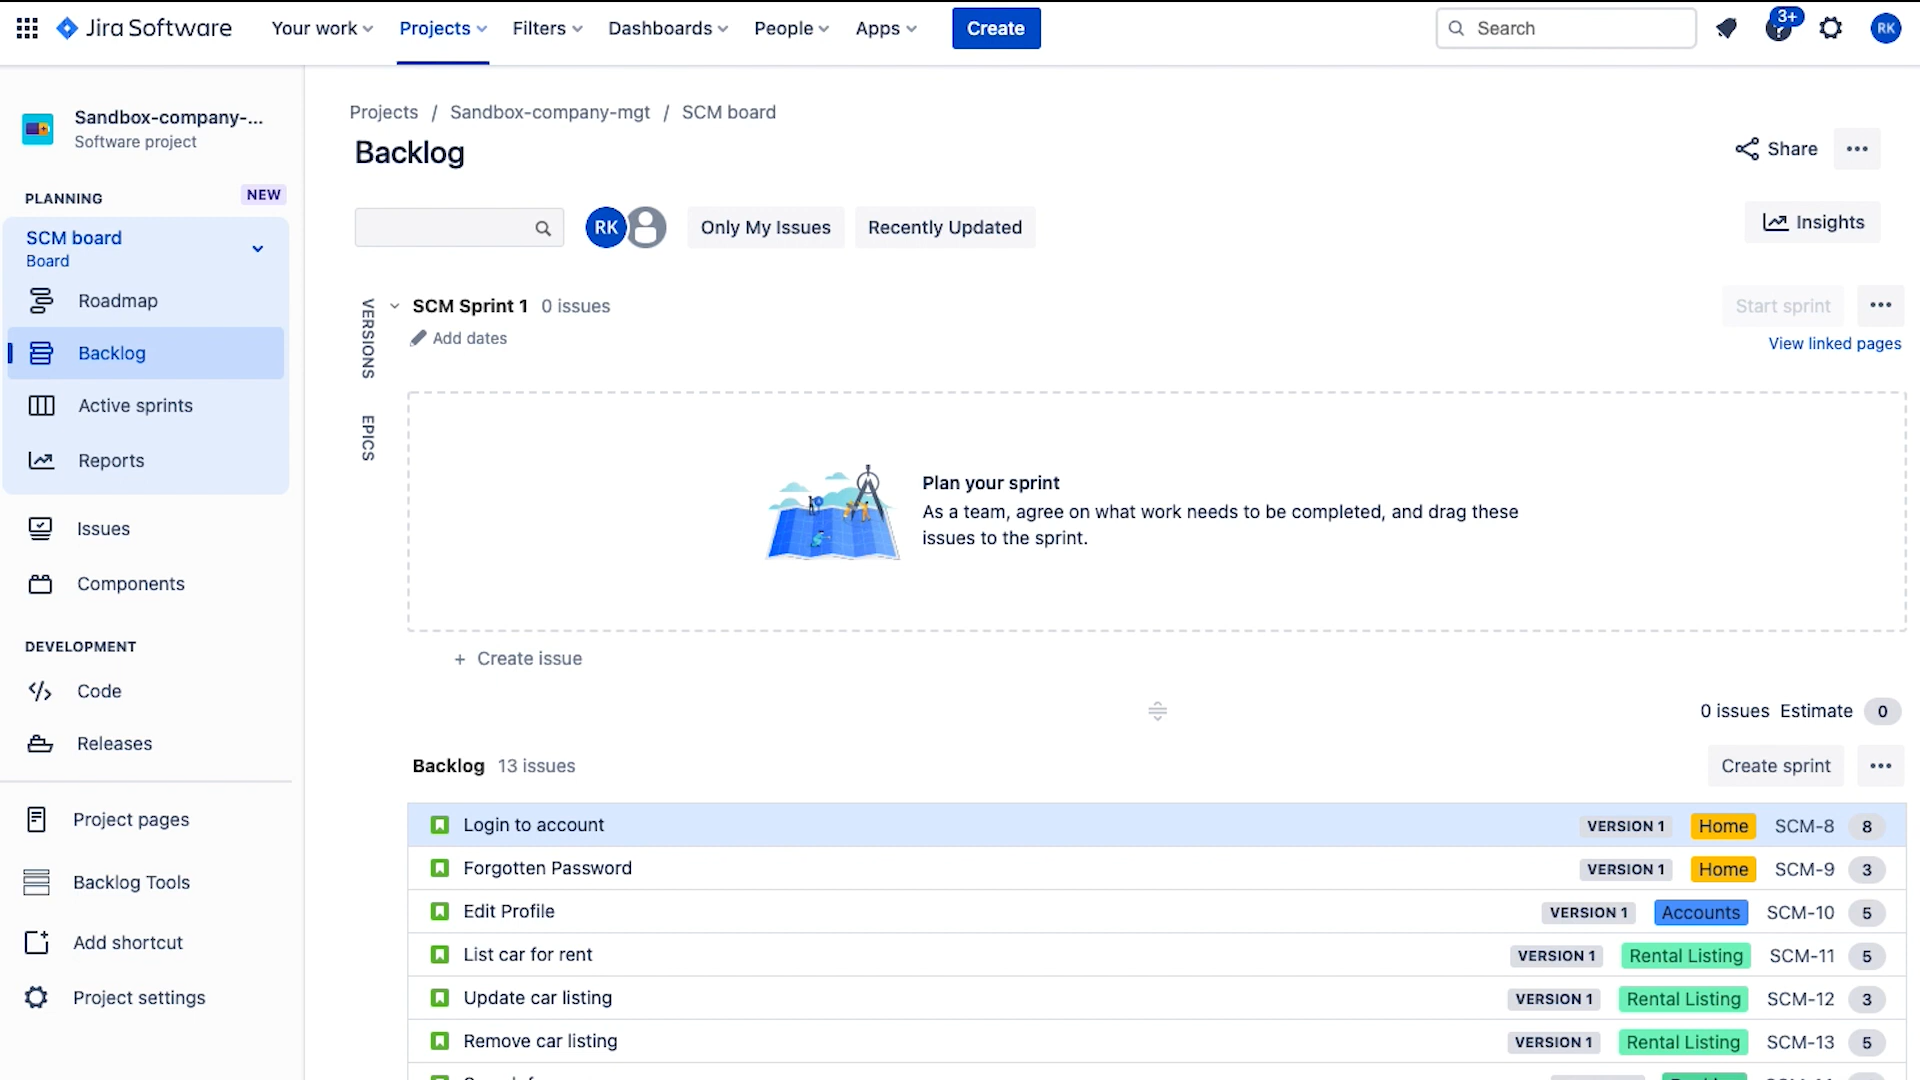 Jira Software
Your work
Projects
Filters
Dashboards
People
Apps
Create
Search
3+
RK
Sandbox-company-...
Software project
PLANNING
NEW
SCM board
Board
Roadmap
Backlog
Active sprints
Reports
Issues
Components
DEVELOPMENT
Code
Releases
Project pages
Backlog Tools
Add shortcut
Project settings
Projects / Sandbox-company-mgt / SCM board
Backlog
Share
RK
Only My Issues
Recently Updated
Insights
VERSIONS
EPICS
SCM Sprint 1 0 issues
Add dates
Start sprint
View linked pages
Plan your sprint
As a team, agree on what work needs to be completed, and drag these
issues to the sprint.
+ Create issue
0 issues Estimate 0
Backlog 13 issues
Create sprint
Login to account VERSION 1 Home SCM-8 8
Forgotten Password VERSION 1 Home SCM-9 3
Edit Profile VERSION 1 Accounts SCM-10 5
List car for rent VERSION 1 Rental Listing SCM-11 5
Update car listing VERSION 1 Rental Listing SCM-12 3
Remove car listing VERSION 1 Rental Listing SCM-13 5